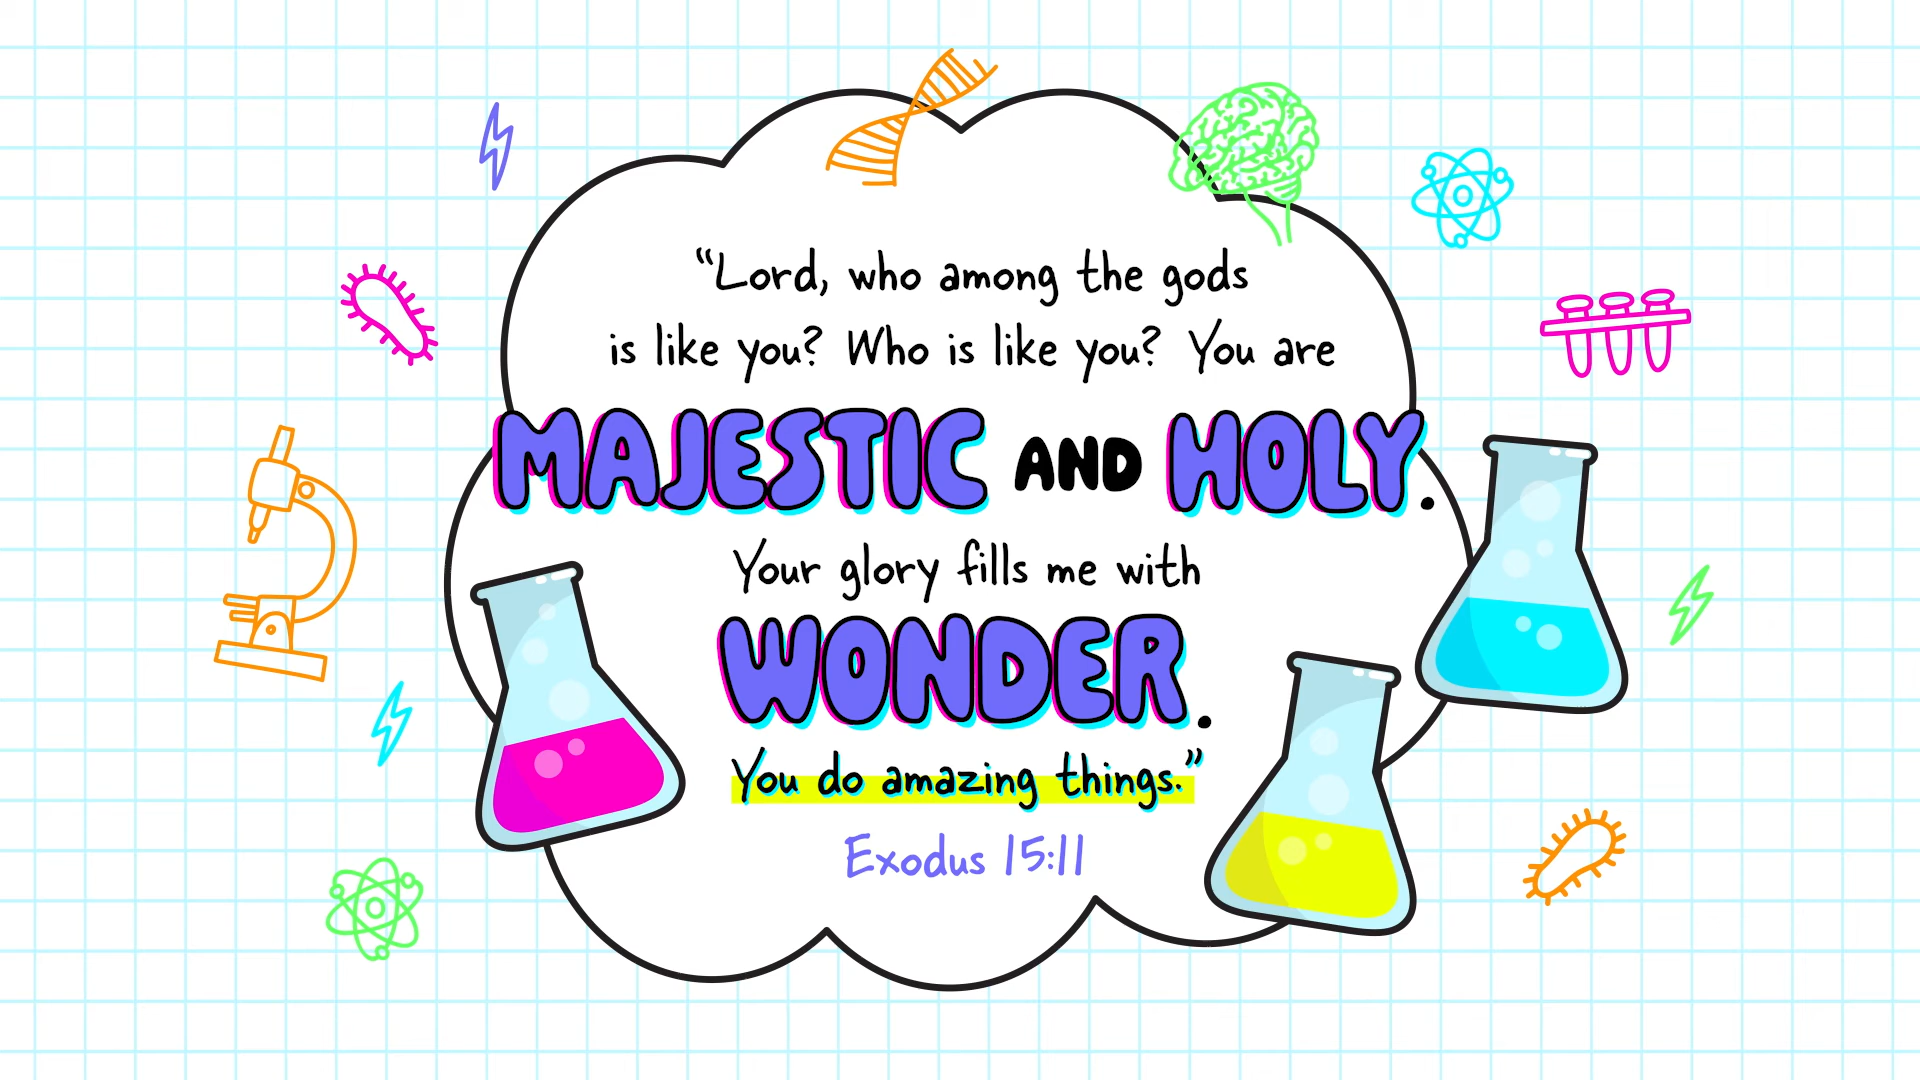 “Lord, who among the gods
is like you? Who is like you? You are
MAJESTIC AND HOLY.
Your glory fills me with
WONDER.
You do amazing things.”
Exodus 15:11